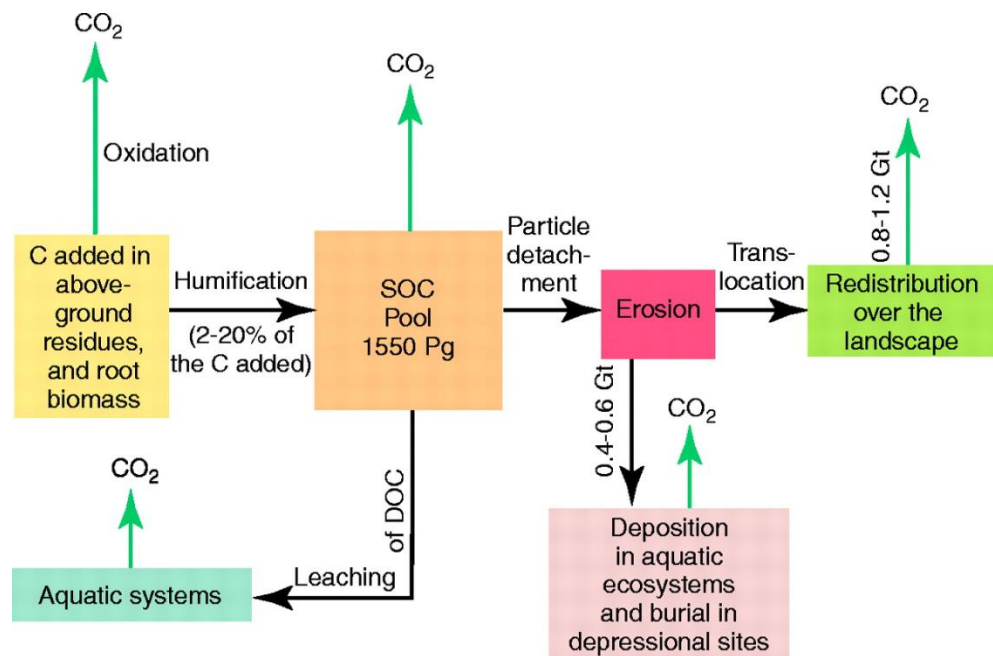 CO2
CO2
CO2
Oxidation
0.8-1.2 Gt
C added in
above-
ground
residues,
and root
biomass
Humification
(2-20% of
the C added)
SOC
Pool
1550 Pg
Particle
detach-
ment
Erosion
Trans-
location
Redistribution
over the
landscape
0.4-0.6 Gt
CO2
CO2
of DOC
Leaching
Aquatic systems
Deposition
in aquatic
ecosystems
and burial in
depressional sites